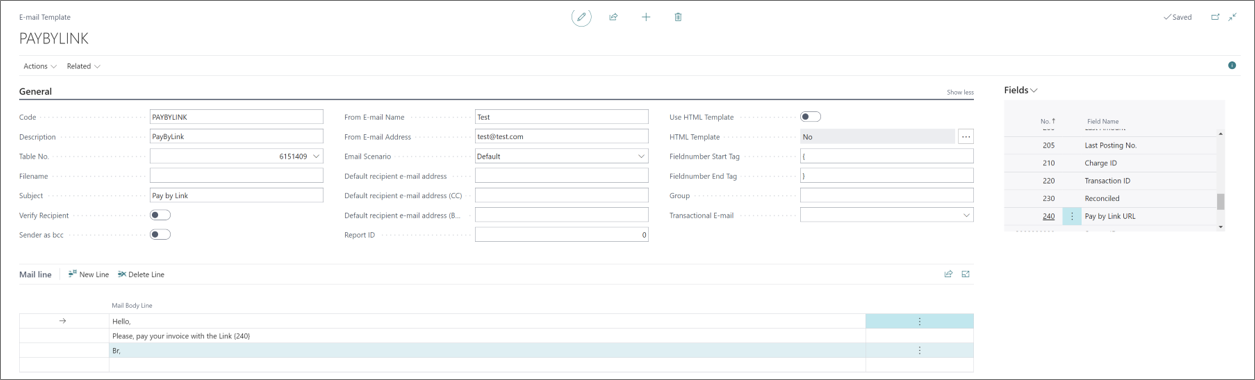 E-mail Template
Saved
PAYBYLINK
Actions Related
General
Show less
Code PAYBYLINK
Description PayByLink
Table No. 6151409
Filename
Subject Pay by Link
Verify Recipient
Sender as bcc
From E-mail Name Test
From E-mail Address test@test.com
Email Scenario Default
Default recipient e-mail address
Default recipient e-mail address (CC)
Default recipient e-mail address (B...
Report ID 0
Use HTML Template
HTML Template No
Fieldnumber Start Tag {
Fieldnumber End Tag }
Group
Transactional E-mail
Fields
No. Field Name
205 Last Posting No.
210 Charge ID
220 Transaction ID
230 Reconciled
240 Pay by Link URL
Mail line New Line Delete Line
Mail Body Line
Hello,
Please, pay your invoice with the Link {240}
Br,